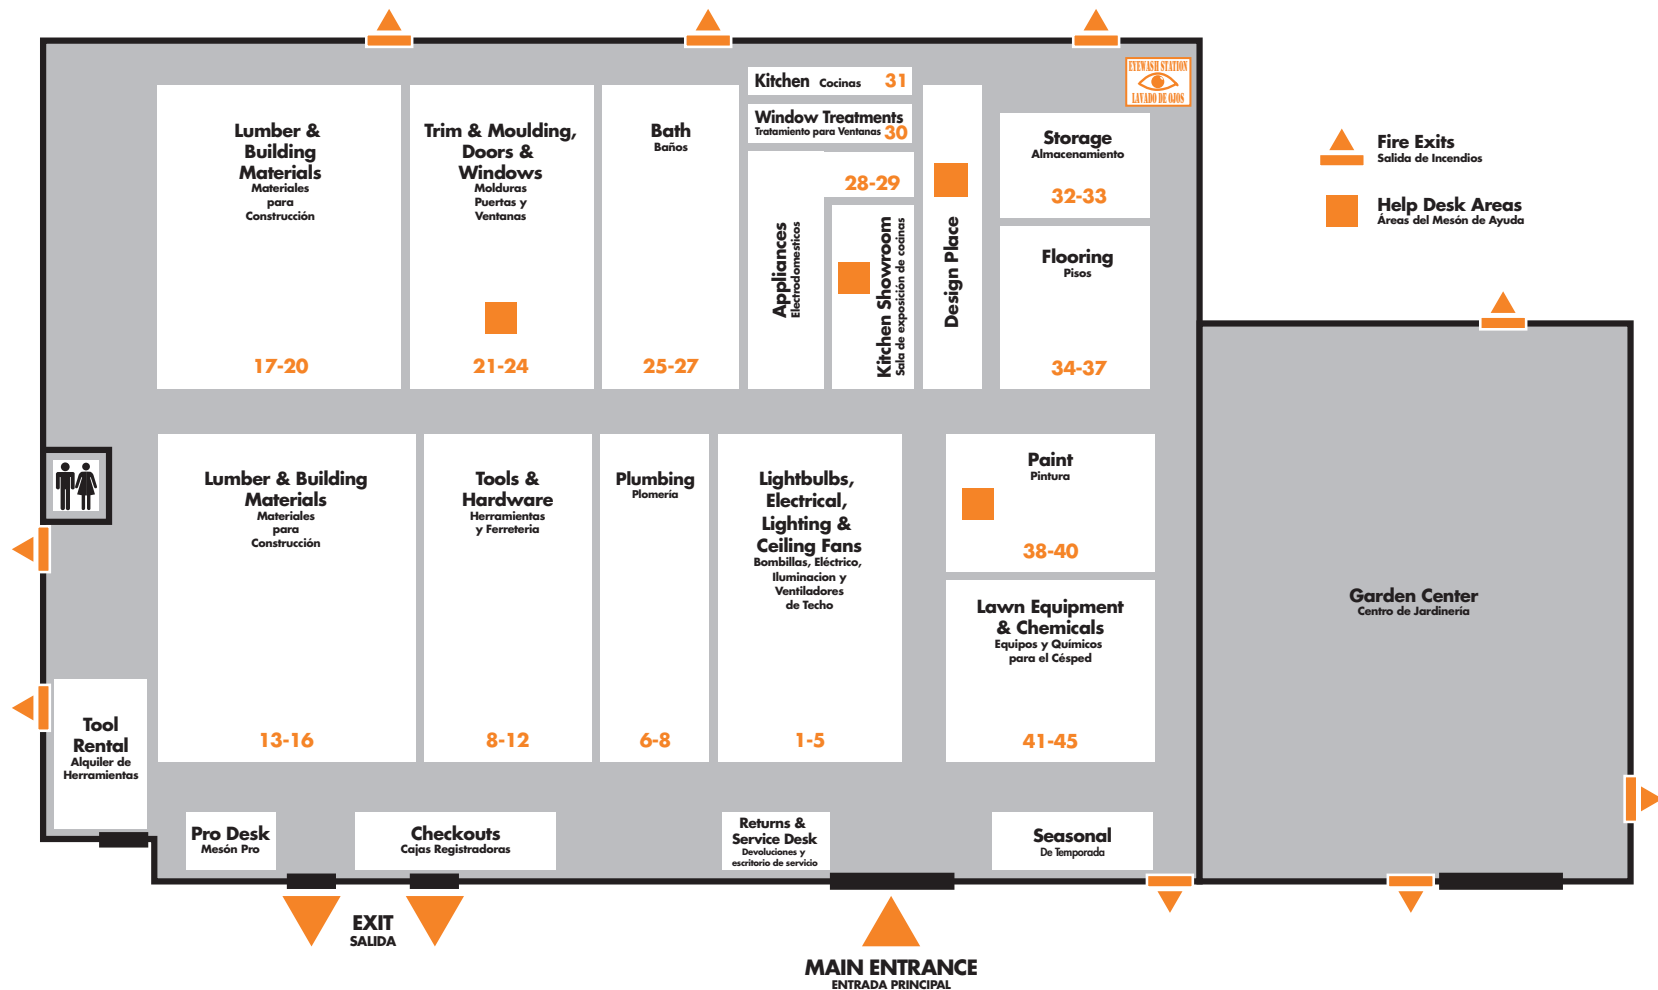 EYEWASH STATION
LAVADO DE OJOS
Kitchen Cocinas 31
Window Treatments
Tratamiento para Ventanas 30
28-29
Appliances
Electrodomesticos
Kitchen Showroom
Sala de exposición de cocinas
Design Place
Lumber &
Building
Materials
Materiales
para
Construcción
17-20
Trim & Moulding,
Doors &
Windows
Molduras
Puertas y
Ventanas
21-24
Bath
Baños
25-27
Storage
Almacenamiento
32-33
Flooring
Pisos
34-37
Fire Exits
Salida de Incendios
Help Desk Areas
Áreas del Mesón de Ayuda
Lumber & Building
Materials
Materiales
para
Construcción
13-16
Tools &
Hardware
Herramientas
y Ferreteria
8-12
Plumbing
Plomería
6-8
Lightbulbs,
Electrical,
Lighting &
Ceiling Fans
Bombillas, Eléctrico,
Iluminacion y
Ventiladores
de Techo
1-5
Paint
Pintura
38-40
Lawn Equipment
& Chemicals
Equipos y Químicos
para el Césped
41-45
Garden Center
Centro de Jardinería
Tool
Rental
Alquiler de
Herramientas
Pro Desk
Mesón Pro
Checkouts
Cajas Registradoras
Returns &
Service Desk
Devoluciones y
escritorio de servicio
Seasonal
De Temporada
EXIT
SALIDA
MAIN ENTRANCE
ENTRADA PRINCIPAL